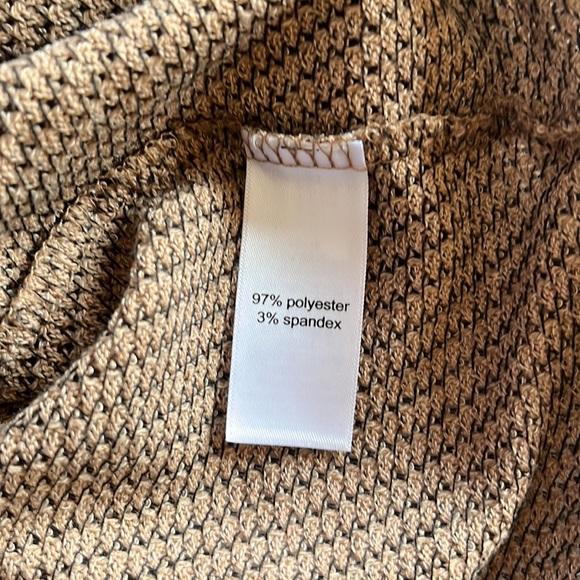 97% polyester
3% spandex